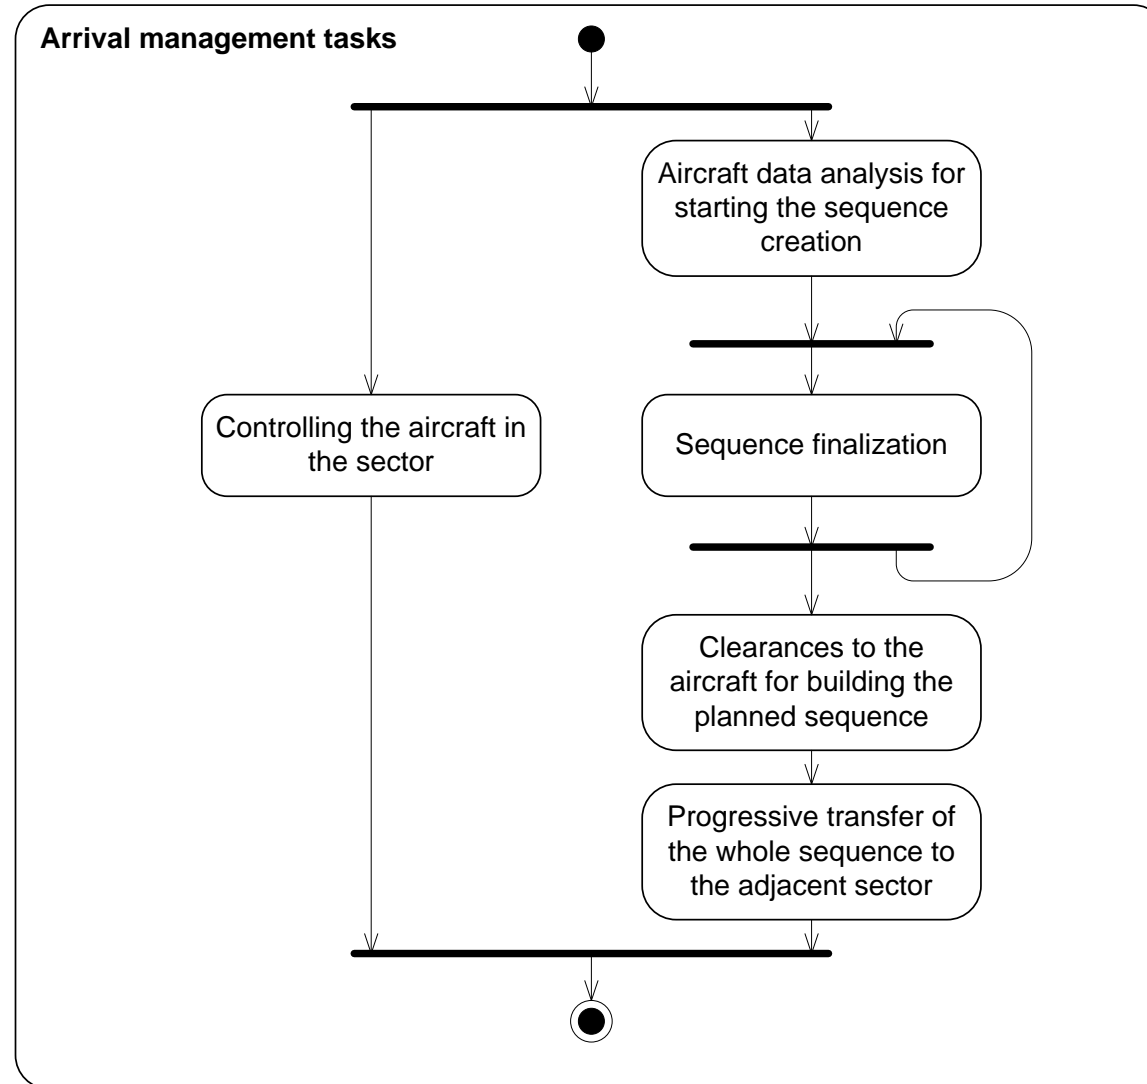 Arrival management tasks
Aircraft data analysis for
starting the sequence
creation
Controlling the aircraft in
the sector
Sequence finalization
Clearances to the
aircraft for building the
planned sequence
Progressive transfer of
the whole sequence to
the adjacent sector